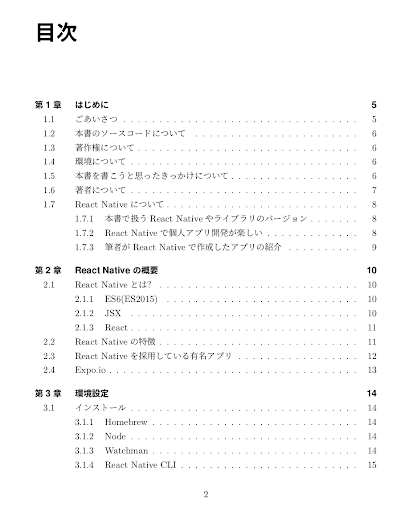 目次
第1章 はじめに 5
1.1 ごあいさつ . . . . . . . . . . . . . . . . . . . . . . . . . . . . . 5
1.2 本書のソースコードについて . . . . . . . . . . . . . . . . . . . . 6
1.3 著作権について . . . . . . . . . . . . . . . . . . . . . . . . . . . 6
1.4 環境について . . . . . . . . . . . . . . . . . . . . . . . . . . . . 6
1.5 本書を書こうと思ったきっかけについて . . . . . . . . . . . . . . . . 6
1.6 著者について . . . . . . . . . . . . . . . . . . . . . . . . . . . . 7
1.7 React Native について . . . . . . . . . . . . . . . . . . . . . . . . 8
1.7.1 本書で扱う React Native やライブラリのバージョン . . . . . . . 8
1.7.2 React Native で個人アプリ開発が楽しい . . . . . . . . . . . . 8
1.7.3 筆者が React Native で作成したアプリの紹介 . . . . . . . . . 9
第2章 React Native の概要 10
2.1 React Native とは? . . . . . . . . . . . . . . . . . . . . . . . . . 10
2.1.1 ES6(ES2015) . . . . . . . . . . . . . . . . . . . . . . . . 10
2.1.2 JSX . . . . . . . . . . . . . . . . . . . . . . . . . . . . . 10
2.1.3 React . . . . . . . . . . . . . . . . . . . . . . . . . . . . 11
2.2 React Native の特徴 . . . . . . . . . . . . . . . . . . . . . . . . . 11
2.3 React Native を採用している有名アプリ . . . . . . . . . . . . . . . 12
2.4 Expo.io . . . . . . . . . . . . . . . . . . . . . . . . . . . . . . . 13
第3章 環境設定 14
3.1 インストール . . . . . . . . . . . . . . . . . . . . . . . . . . . . 14
3.1.1 Homebrew . . . . . . . . . . . . . . . . . . . . . . . . . . 14
3.1.2 Node . . . . . . . . . . . . . . . . . . . . . . . . . . . . 14
3.1.3 Watchman . . . . . . . . . . . . . . . . . . . . . . . . . . 14
3.1.4 React Native CLI . . . . . . . . . . . . . . . . . . . . . . 15
2